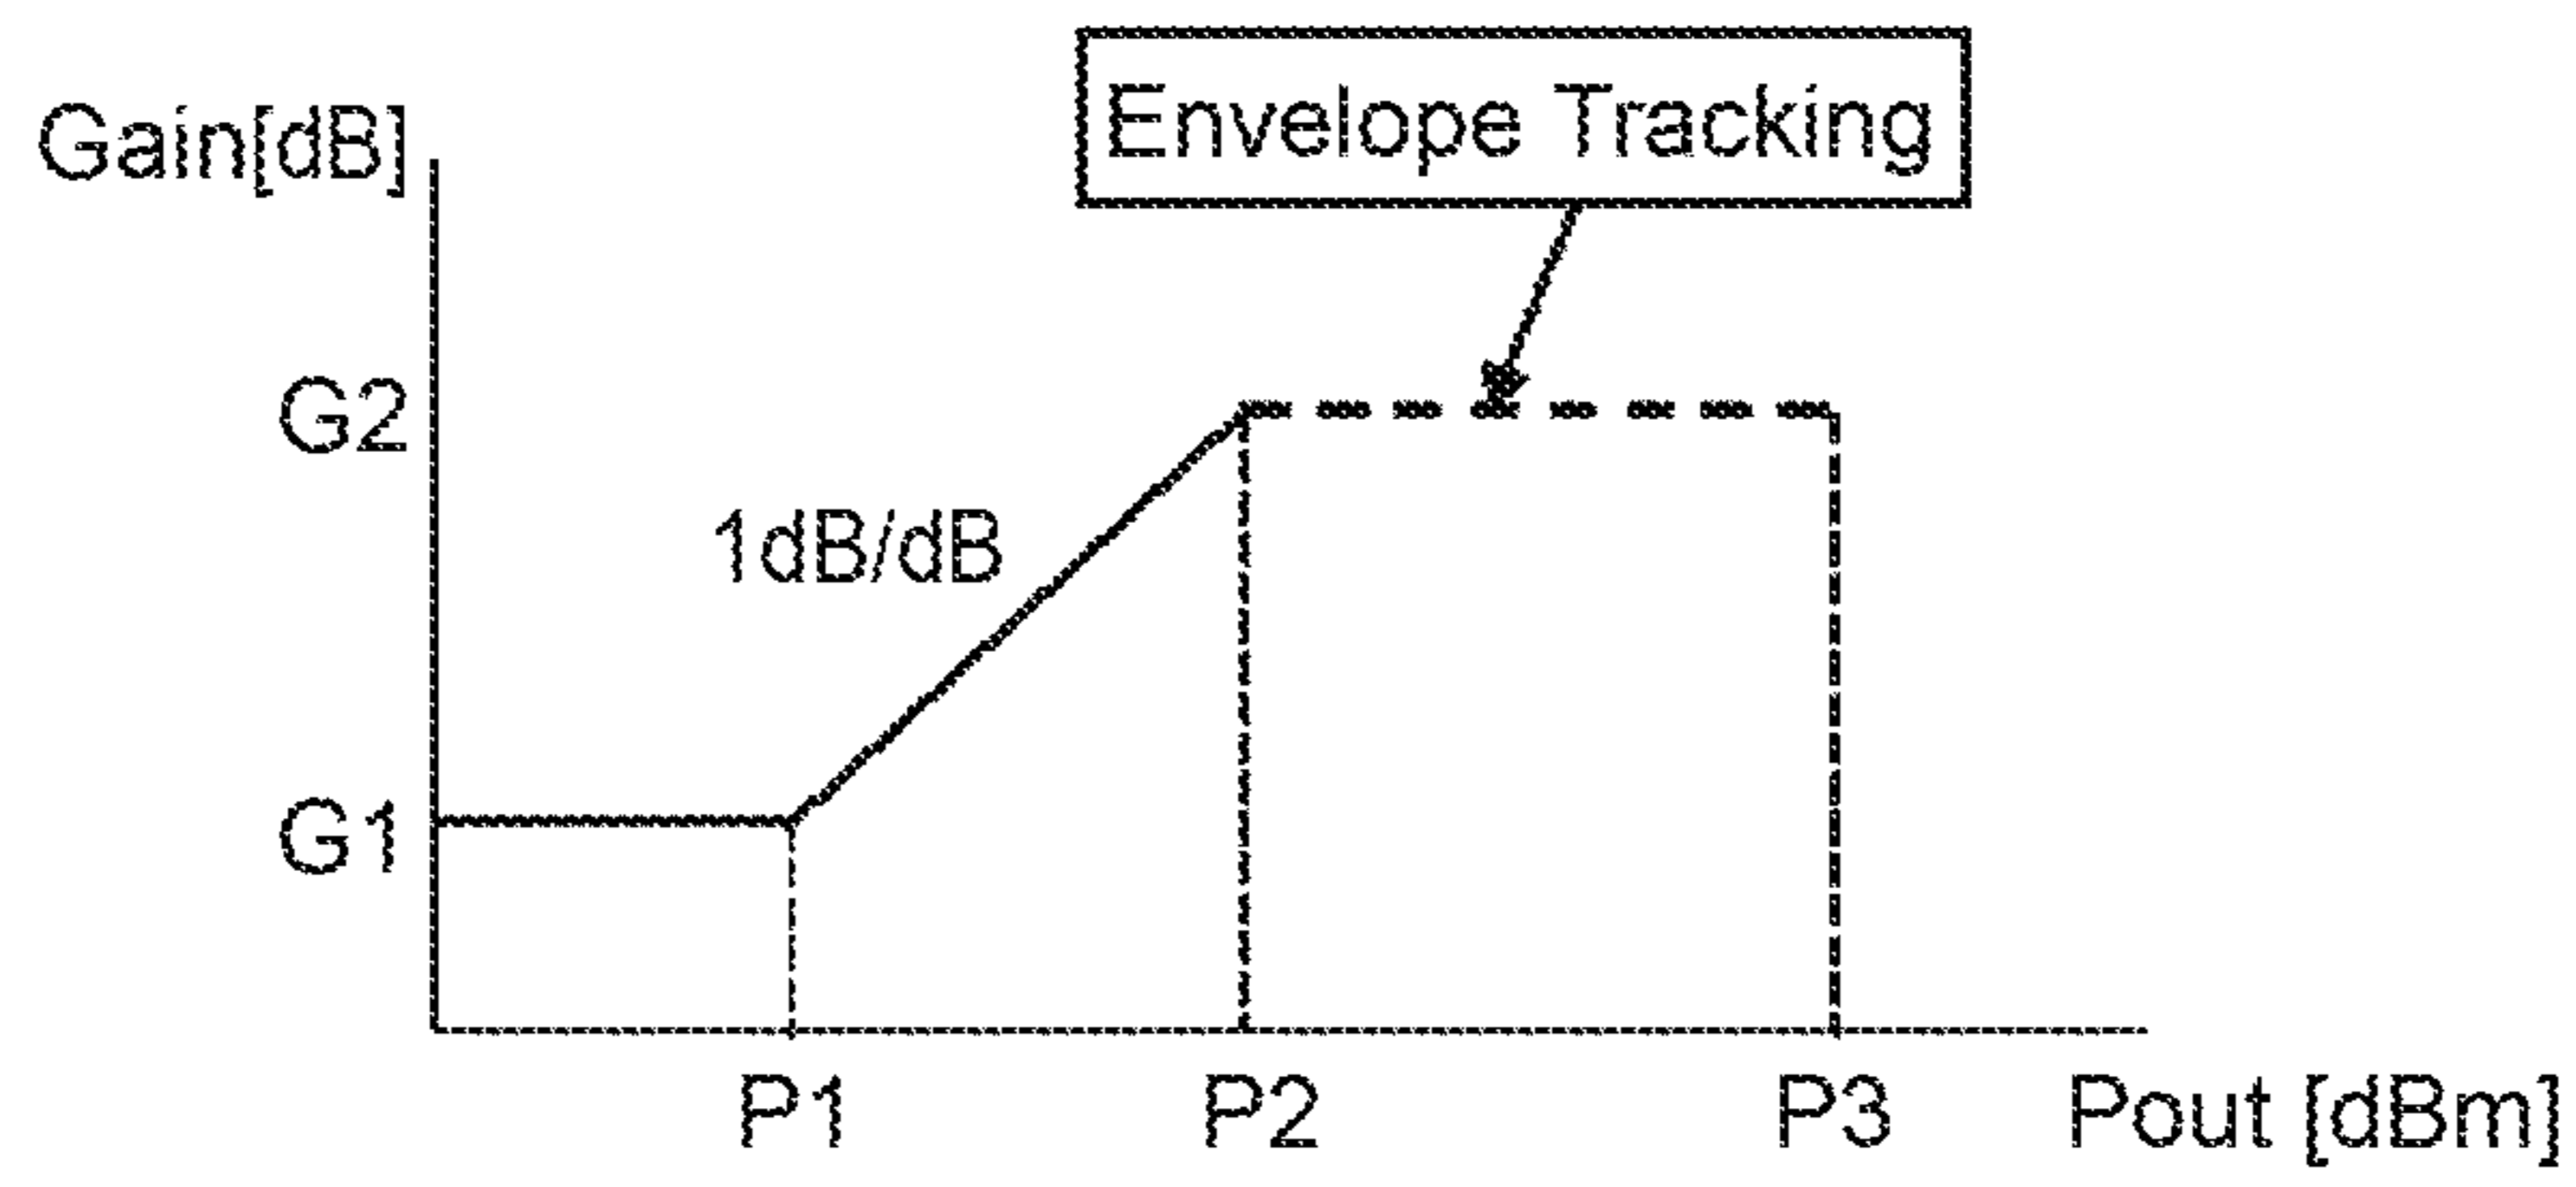 Envelope Tracking
Gain[dB]
G2
1dB/dB
G1
P1
P2
P3
Pout [dBm]